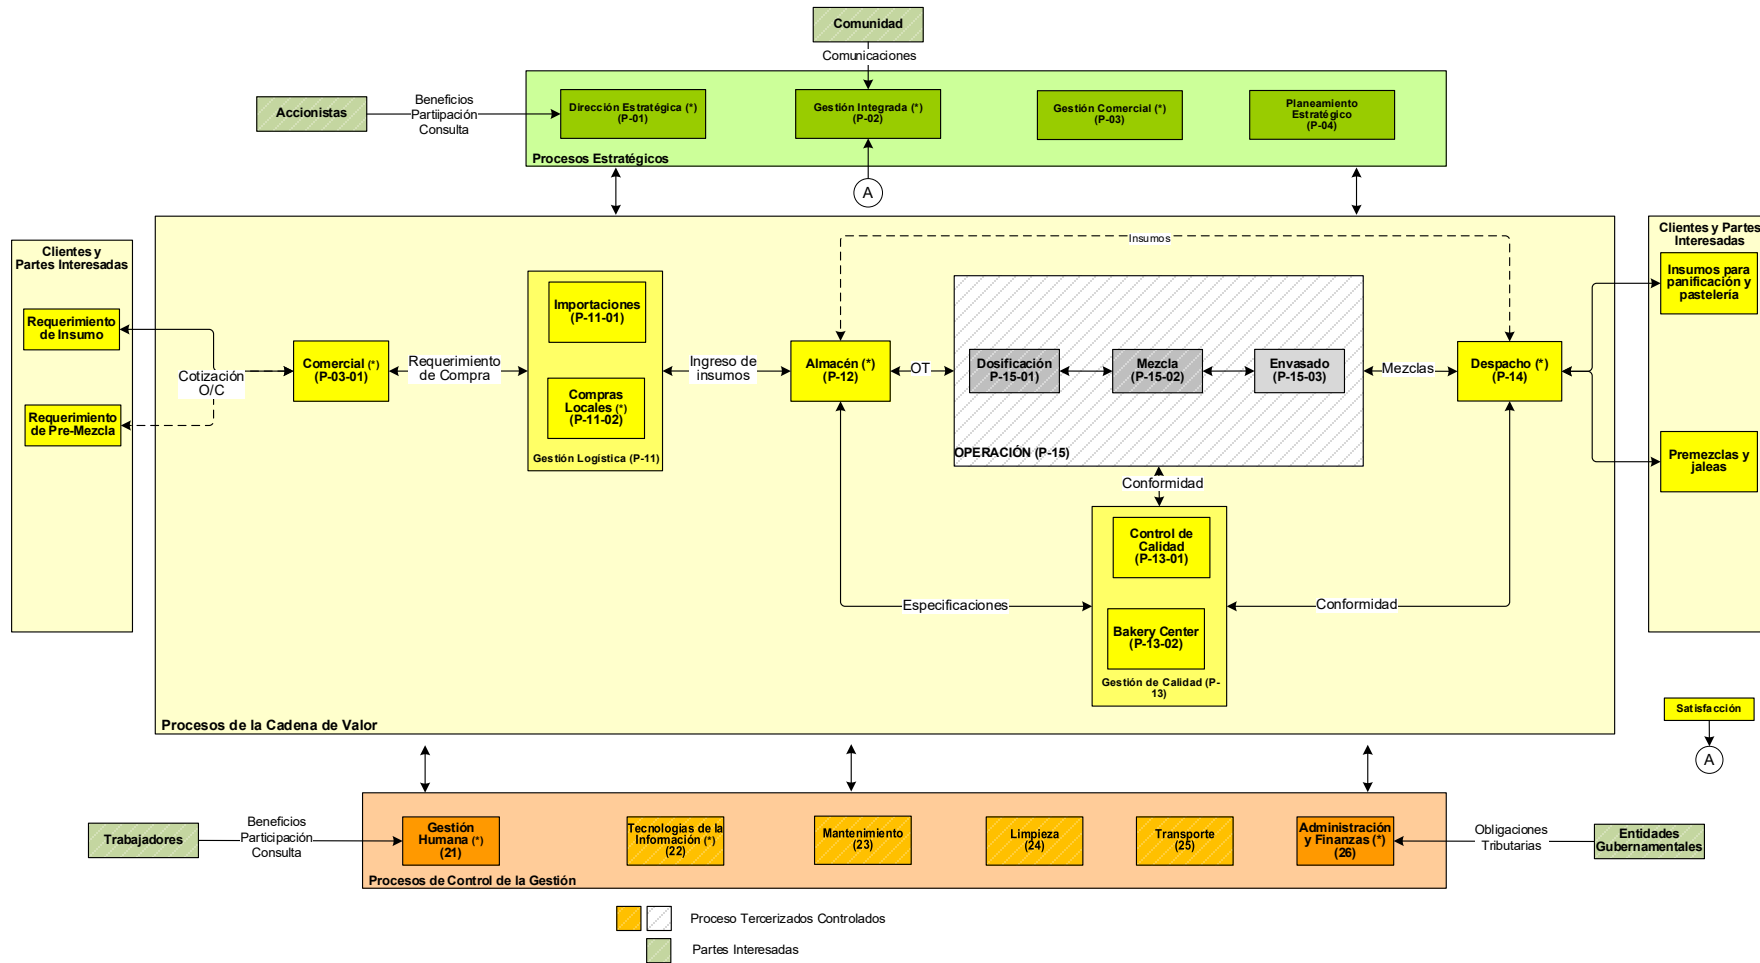 Comunidad
Comunicaciones
Accionistas
Beneficios
Partiipación
Consulta
Dirección Estratégica (*)
(P-01)
Gestión Integrada (*)
(P-02)
Gestión Comercial (*)
(P-03)
Planeamiento
Estratégico
(P-04)
Procesos Estratégicos
A
Clientes y
Partes Interesadas
Requerimiento
de Insumo
Requerimiento
de Pre-Mezcla
Cotización
O/C
Comercial (*)
(P-03-01)
Requerimiento
de Compra
Importaciones
(P-11-01)
Compras
Locales (*)
(P-11-02)
Gestión Logística (P-11)
Ingreso de
insumos
Almacén (*)
(P-12)
OT
Insumos
Dosificación
P-15-01)
Mezcla
(P-15-02)
Envasado
(P-15-03)
OPERACIÓN (P-15)
Mezclas
Despacho (*)
(P-14)
Conformidad
Control de
Calidad
(P-13-01)
Bakery Center
(P-13-02)
Gestión de Calidad (P-
13)
Especificaciones
Conformidad
Procesos de la Cadena de Valor
Clientes y Partes
Interesadas
Insumos para
panificación y
pastelería
Premezclas y
jaleas
Satisfacción
A
Trabajadores
Beneficios
Participación
Consulta
Gestión
Humana (*)
(21)
Tecnologías de la
Información (*)
(22)
Mantenimiento
(23)
Limpieza
(24)
Transporte
(25)
Administración
y Finanzas (*)
(26)
Obligaciones
Tributarias
Entidades
Gubernamentales
Procesos de Control de la Gestión
Proceso Tercerizados Controlados
Partes Interesadas